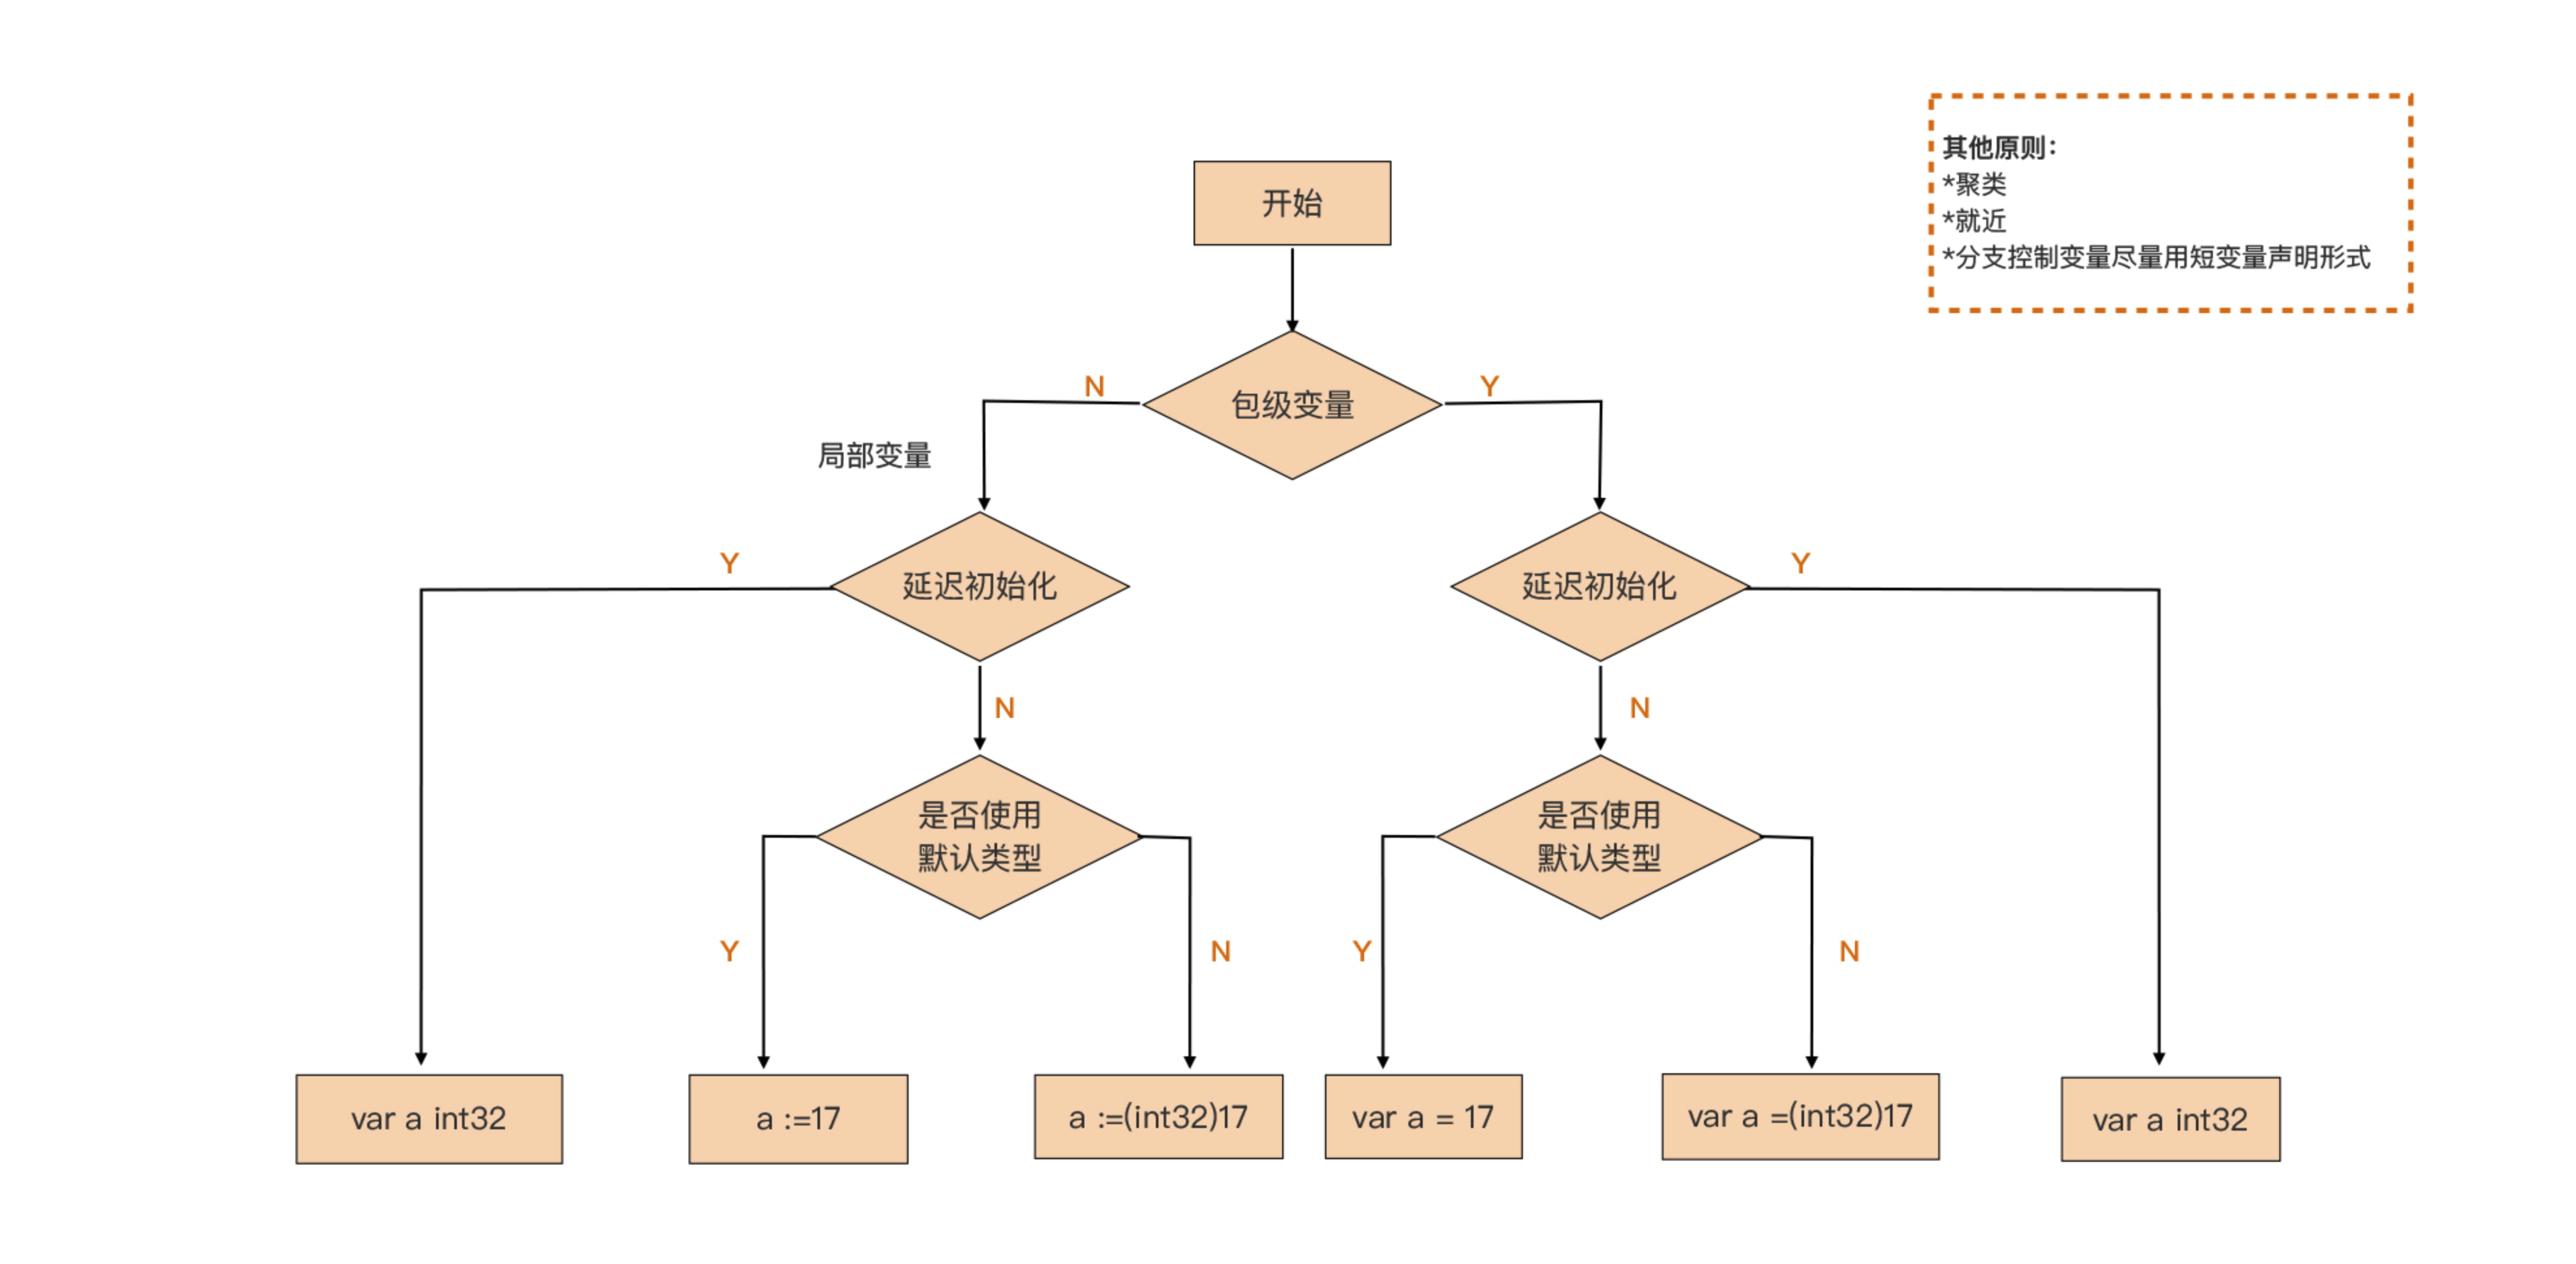 其他原则：
*聚类
*就近
*分支控制变量尽量用短变量声明形式
开始
N
Y
包级变量
局部变量
Y
Y
延迟初始化
延迟初始化
N
N
是否使用
默认类型
是否使用
默认类型
Y
N
Y
N
var a int32
a :=17
a :=(int32)17
var a = 17
var a =(int32)17
var a int32